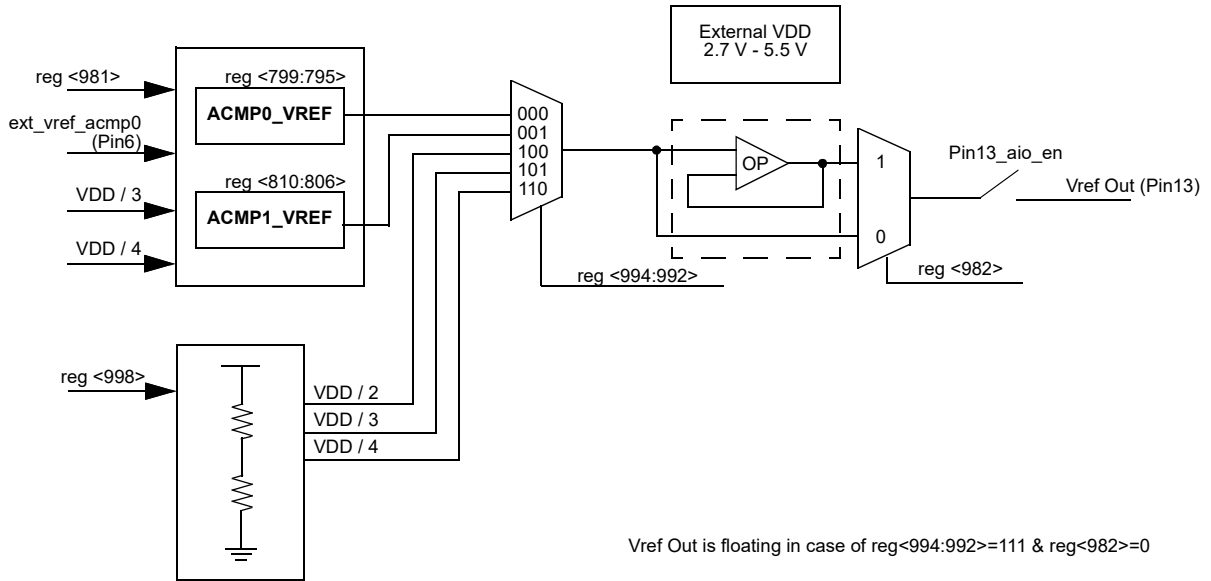 External VDD
2.7 V - 5.5 V
reg <981>
reg <799:795>
ACMP0_VREF
ext_vref_acmp0
(Pin6)
reg <810:806>
ACMP1_VREF
VDD / 3
VDD / 4
000
001
100
101
110
OP
1
0
Pin13_aio_en
Vref Out (Pin13)
reg <994:992>
reg <982>
reg <998>
VDD / 2
VDD / 3
VDD / 4
Vref Out is floating in case of reg<994:992>=111 & reg<982>=0